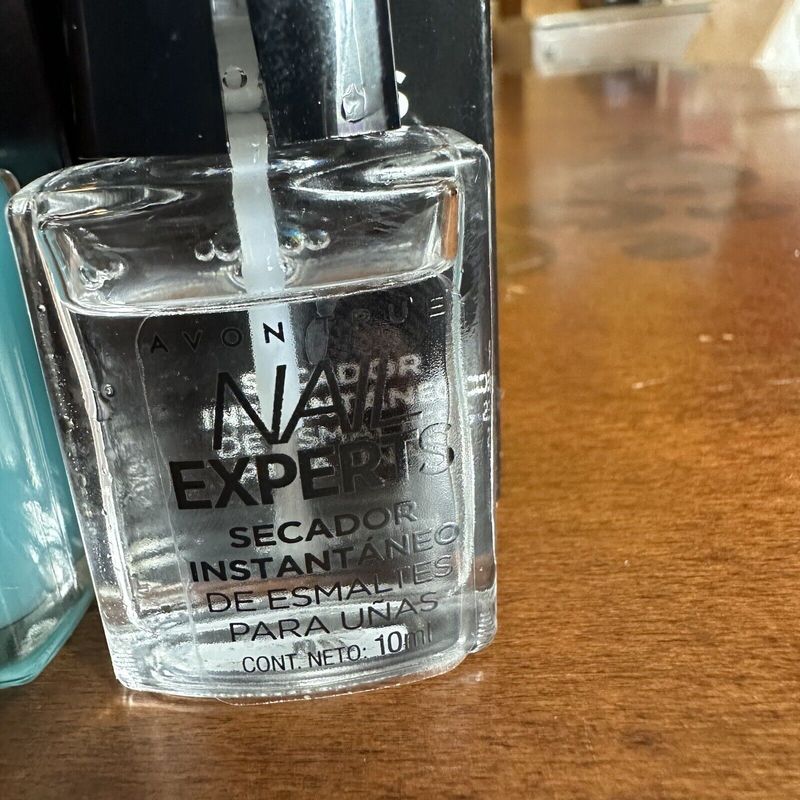 AVON TRUE
NAIL
EXPERTS
SECADOR
INSTANTÁNEO
DE ESMALTES
PARA UÑAS
CONT. NETO: 10ml